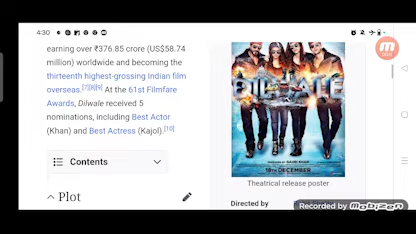 4:30
earning over ₹376.85 crore (US$58.74
million) worldwide and becoming the
thirteenth highest-grossing Indian film
overseas.[7][8][9] At the 61st Filmfare
Awards, Dilwale received 5
nominations, including Best Actor
(Khan) and Best Actress (Kajol).[10]
Contents
Plot
DILWALE
18TH DECEMBER
Theatrical release poster
Directed by
Recorded by Mobizen